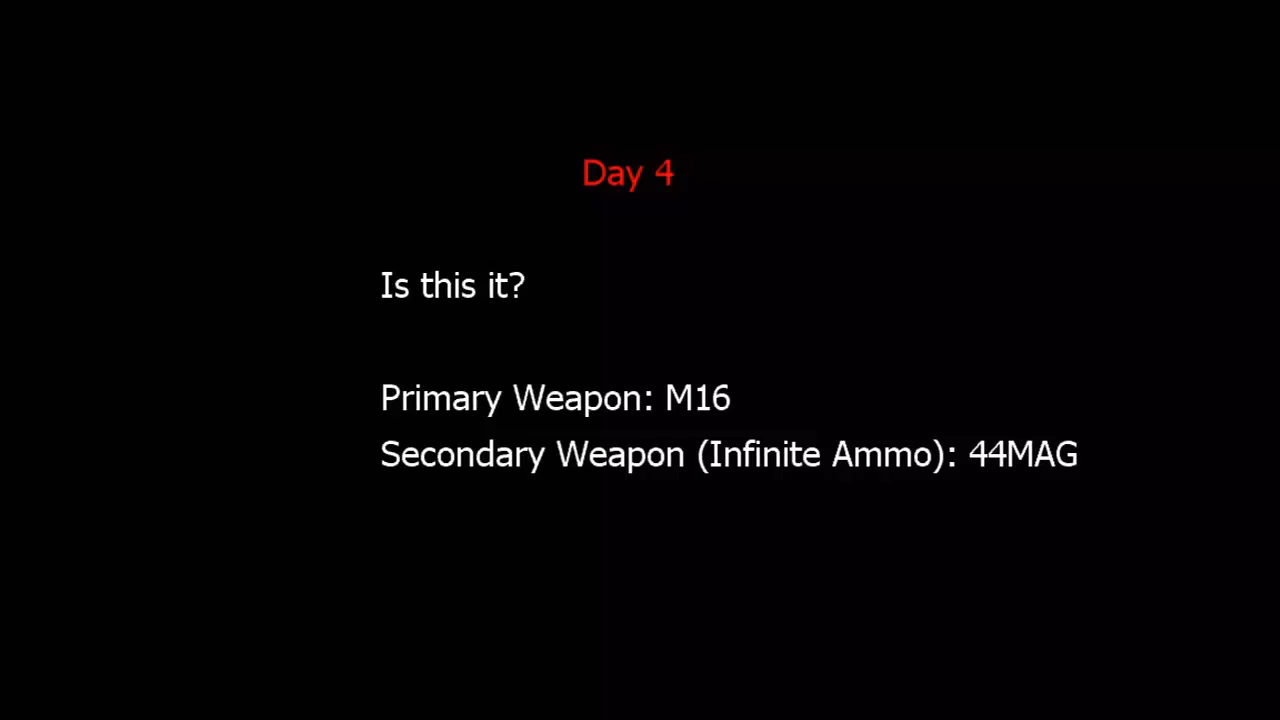 Day 4
Is this it?
Primary Weapon: M16
Secondary Weapon (Infinite Ammo): 44MAG